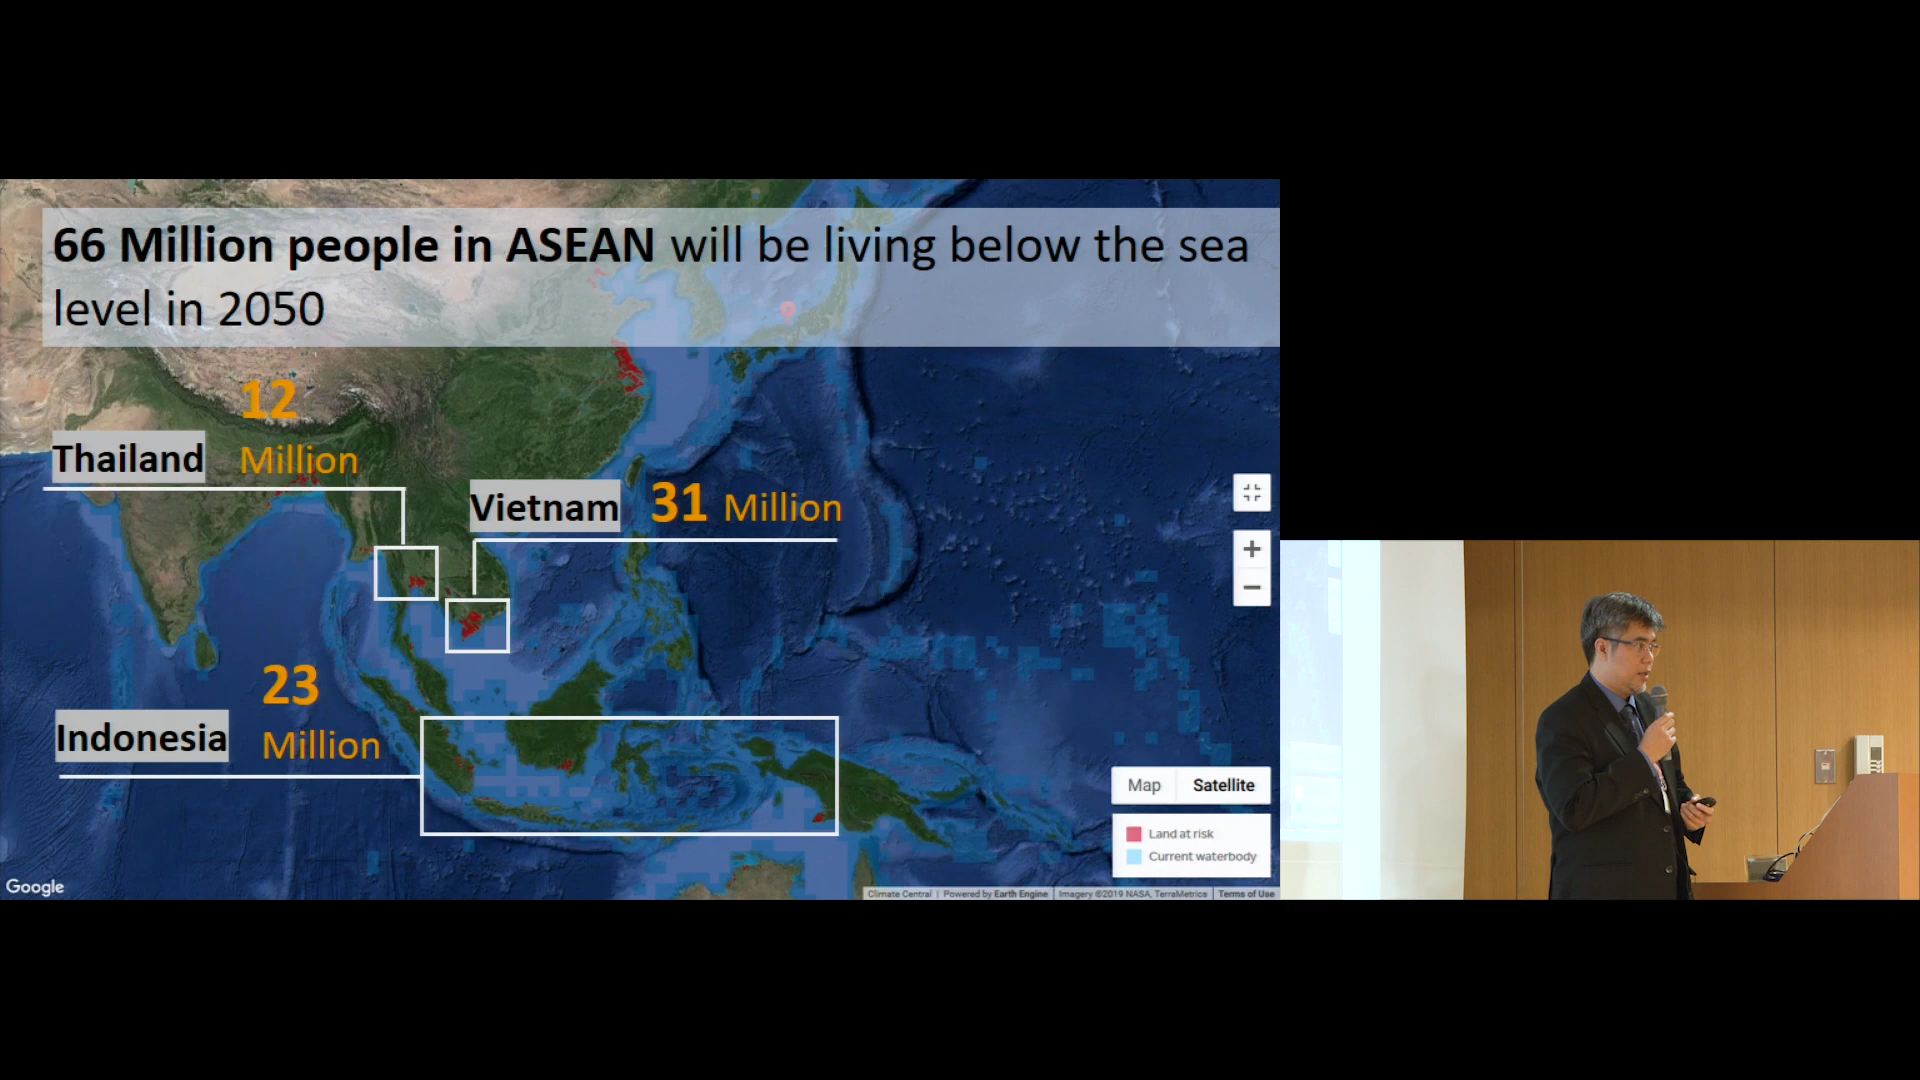 66 Million people in ASEAN will be living below the sea
level in 2050
12
Million
Thailand
Vietnam
31 Million
23
Million
Indonesia
Map
Satellite
Land at risk
Current waterbody
Google
Climate Central
Powered by Earth Engine
Imagery ©2019 NASA, TerraMetrics
Terms of Use